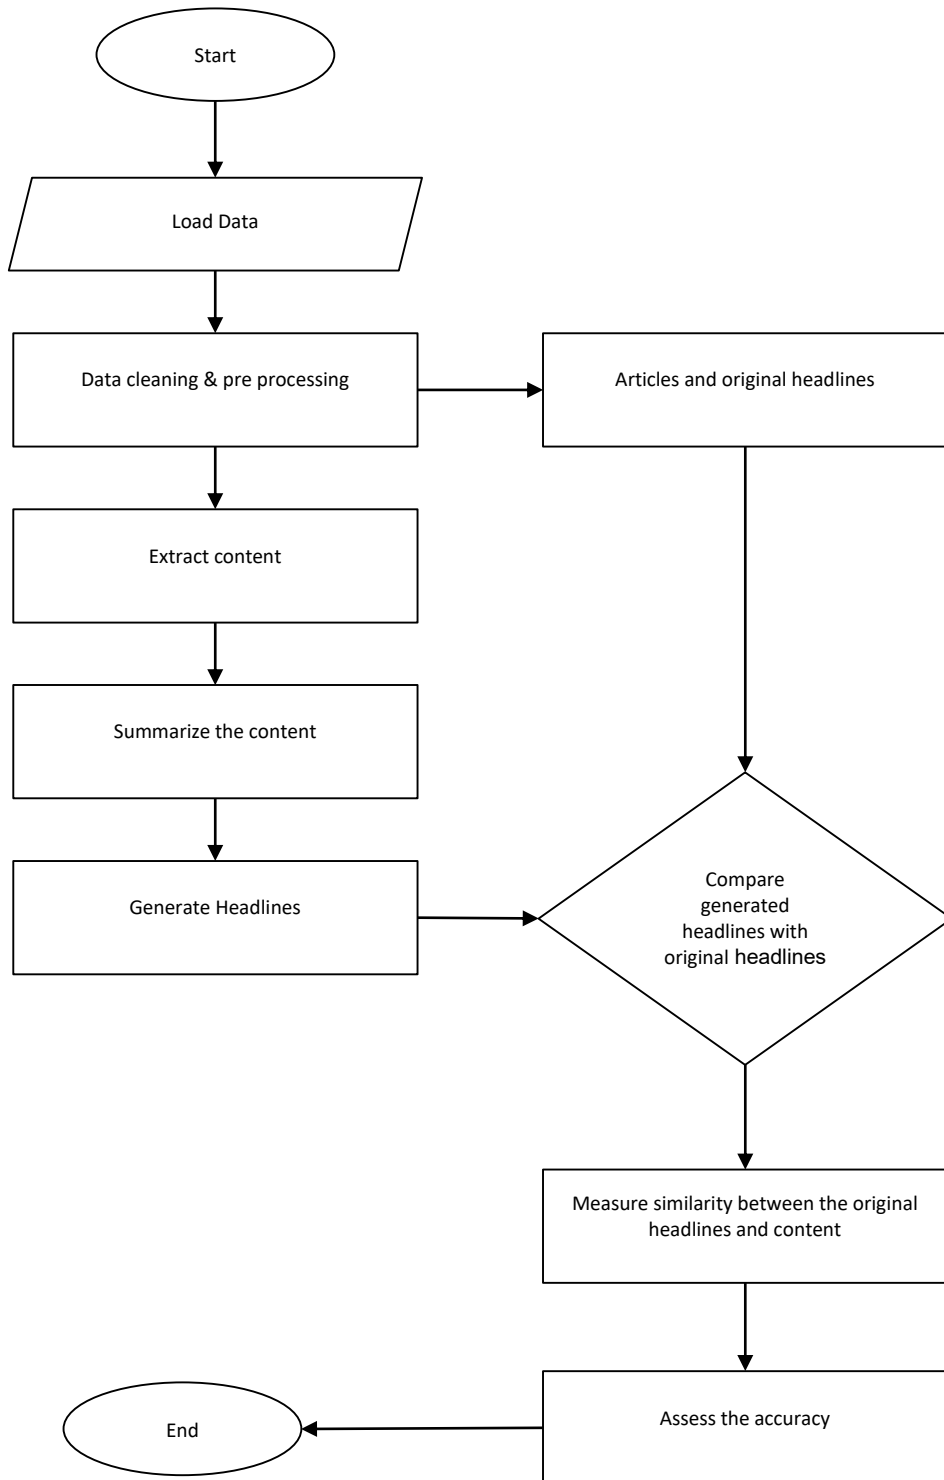 Start
Load Data
Data cleaning & pre processing
Articles and original headlines
Extract content
Summarize the content
Generate Headlines
Compare
generated
headlines with
original headlines
Measure similarity between the original
headlines and content
Assess the accuracy
End